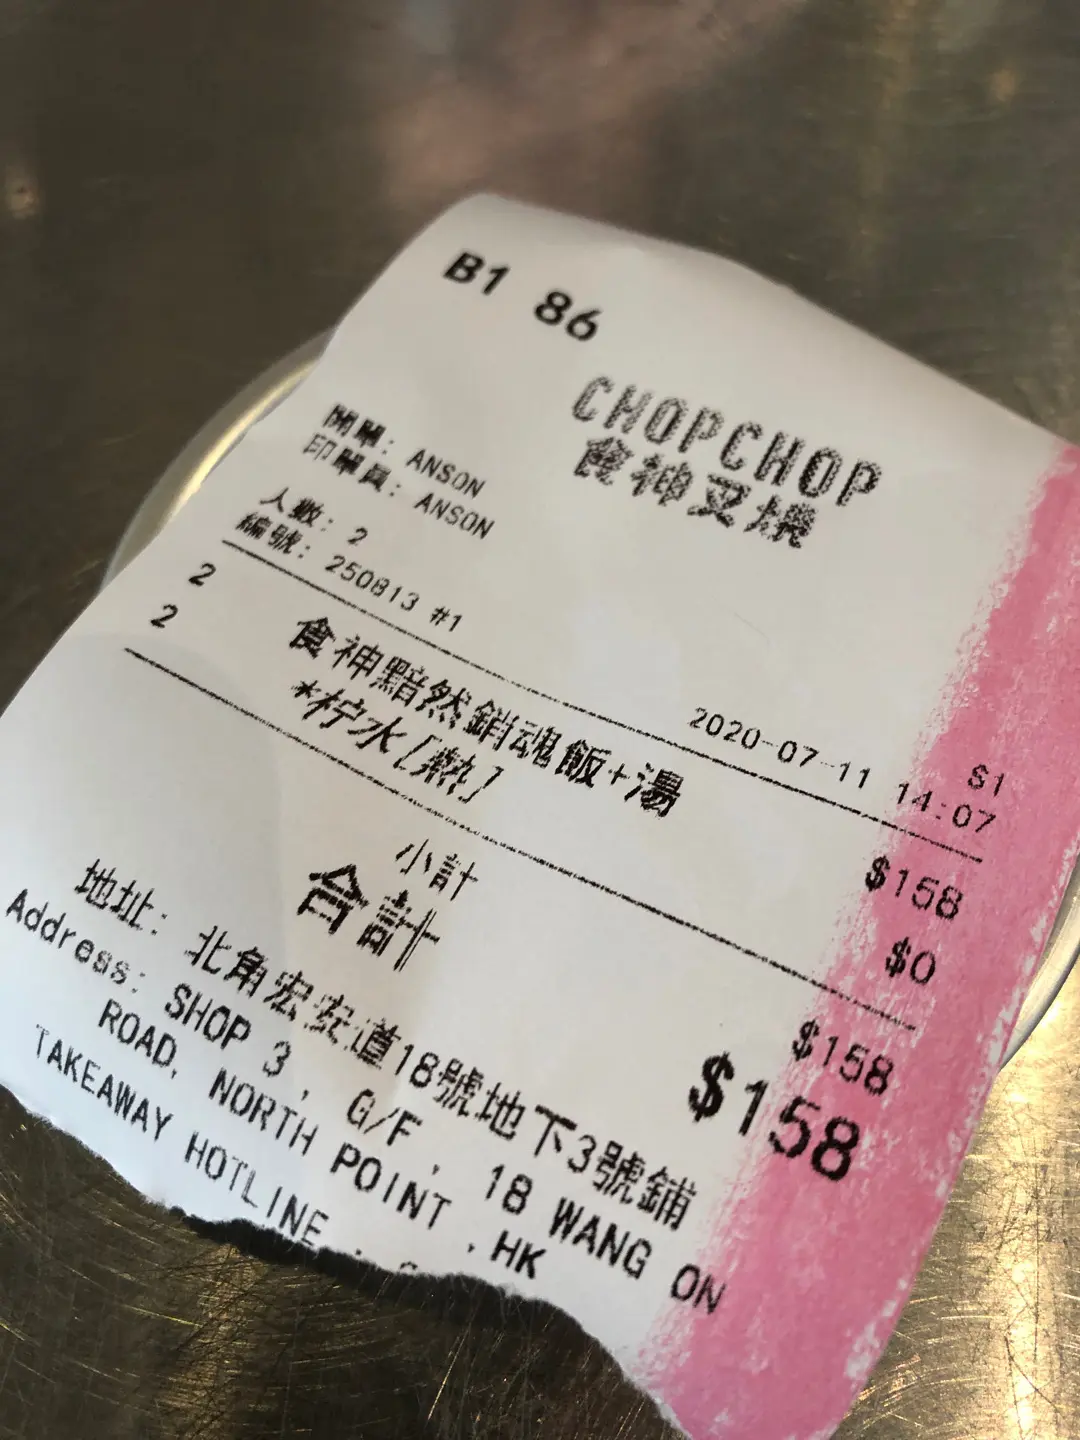 B1 86
CHOPCHOP
食神叉燒
開單: ANSON
印單員: ANSON
人數: 2
編號: 250813 #1
$1
2020-07-11 14:07
2 食神黯然銷魂飯+湯 $158
2 *柠水[熱] $0
小計 $158
合計 $158
地址: 北角宏安道18號地下3號鋪
Address: SHOP 3, G/F, 18 WANG ON
ROAD, NORTH POINT, HK
TAKEAWAY HOTLINE: